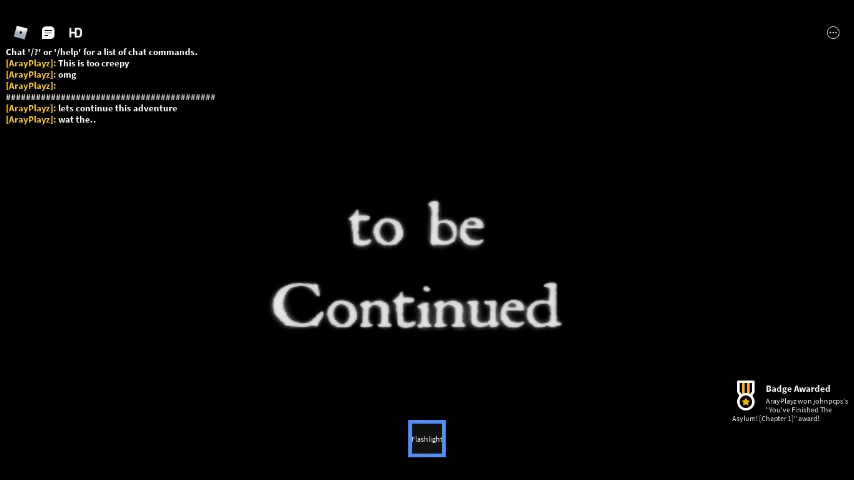 HD
Chat '/?' or '/help' for a list of chat commands.
[ArayPlayz]: This is too creepy
[ArayPlayz]: omg
[ArayPlayz]:
##########################################
[ArayPlayz]: lets continue this adventure
[ArayPlayz]: wat the..
to be
Continued
Badge Awarded
ArayPlayz won johnpcps's
"You've Finished The
Asylum! [Chapter 1]" award!
Flashlight